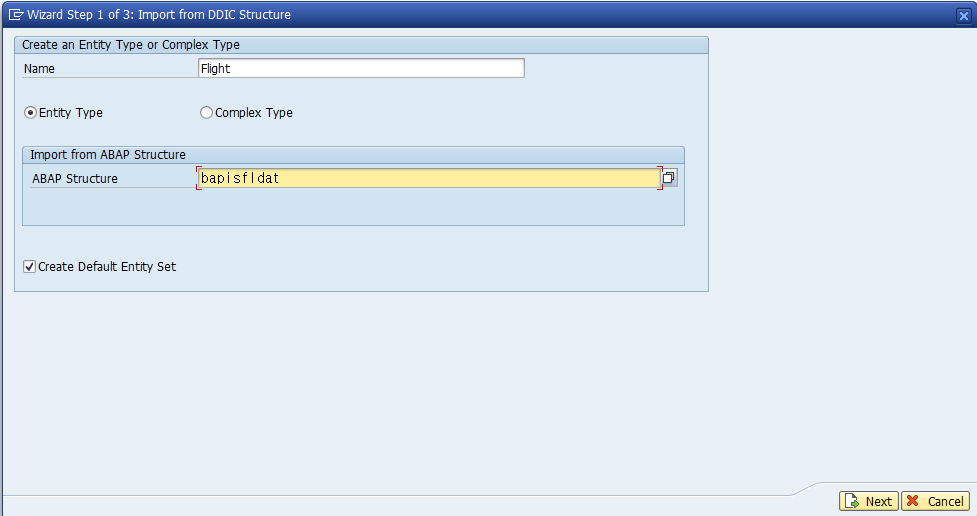 Wizard Step 1 of 3: Import from DDIC Structure
Create an Entity Type or Complex Type
Name Flight
Entity Type Complex Type
Import from ABAP Structure
ABAP Structure bapisfldat
Create Default Entity Set
Next Cancel